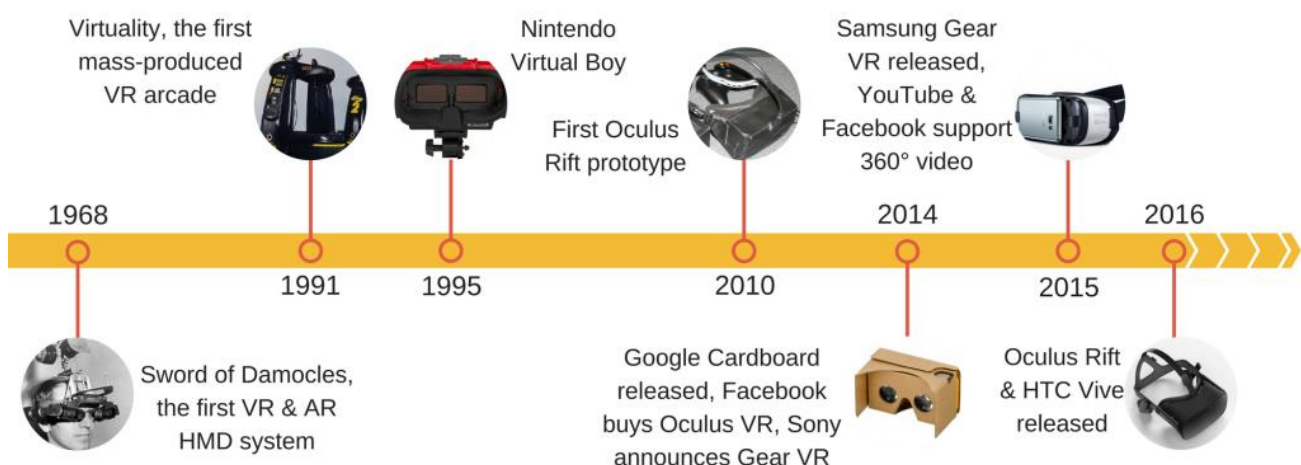 Virtuality, the first
mass-produced
VR arcade
Nintendo
Virtual Boy
First Oculus
Rift prototype
Samsung Gear
VR released,
YouTube &
Facebook support
360° video
1968
1991
1995
2010
2014
2015
2016
Sword of Damocles,
the first VR & AR
HMD system
Google Cardboard
released, Facebook
buys Oculus VR, Sony
announces Gear VR
Oculus Rift
& HTC Vive
released